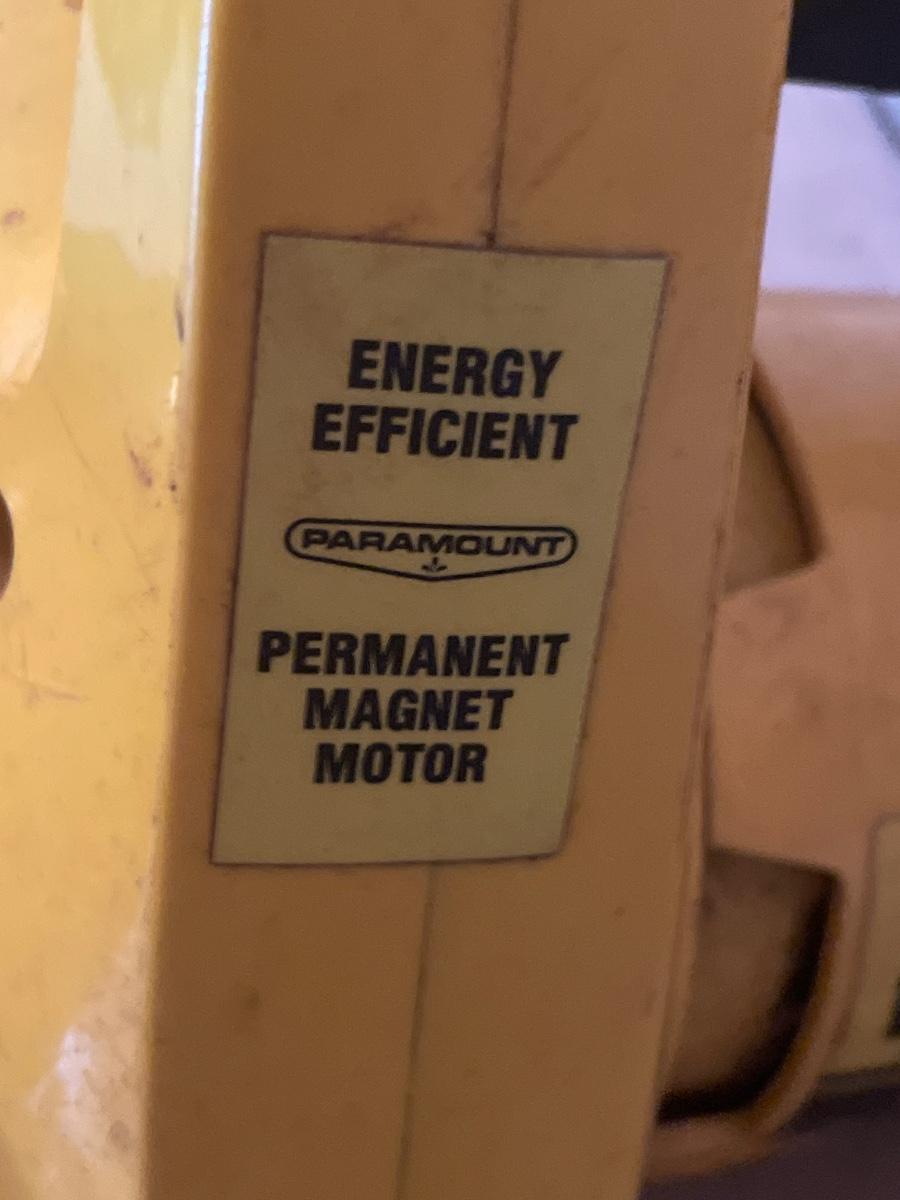 ENERGY
EFFICIENT
PARAMOUNT
PERMANENT
MAGNET
MOTOR